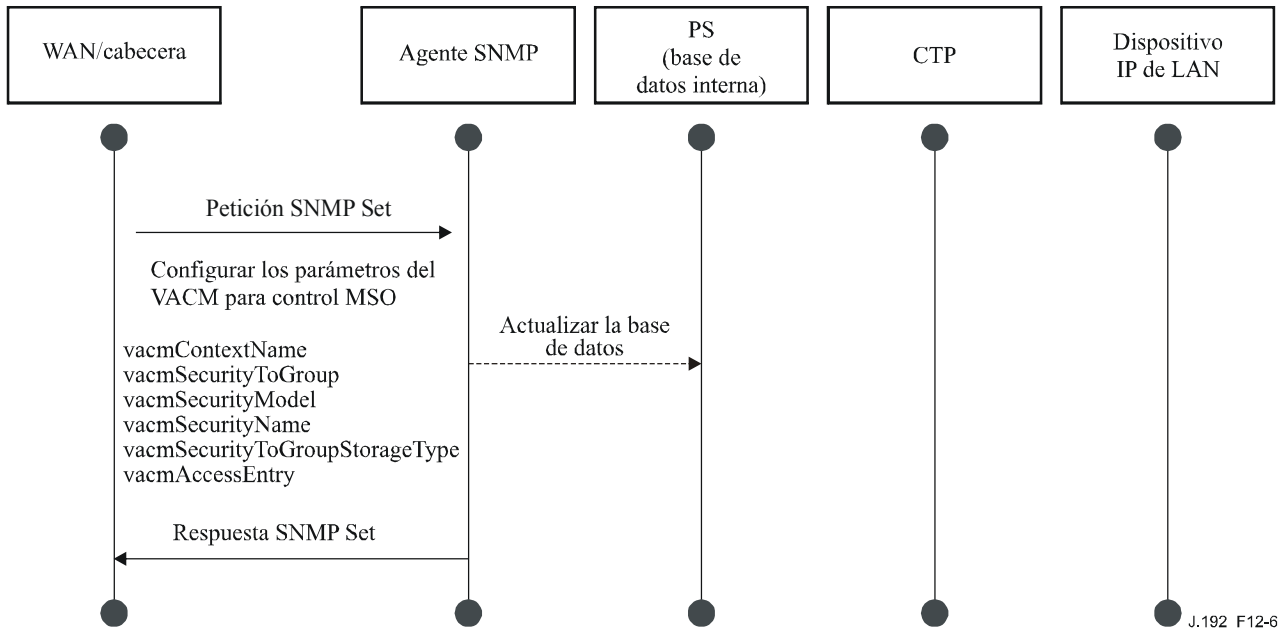 WAN/cabecera
Agente SNMP
PS
(base de
datos interna)
CTP
Dispositivo
IP de LAN
Petición SNMP Set
Configurar los parámetros del
VACM para control MSO
Actualizar la base
de datos
vacmContextName
vacmSecurityToGroup
vacmSecurityModel
vacmSecurityName
vacmSecurityToGroupStorageType
vacmAccessEntry
Respuesta SNMP Set
J.192 F12-6